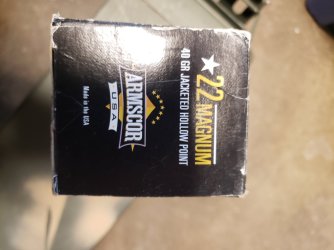 22 MAGNUM
40 GR JACKETED HOLLOW POINT
ARMSCOR
USA
Made in the USA